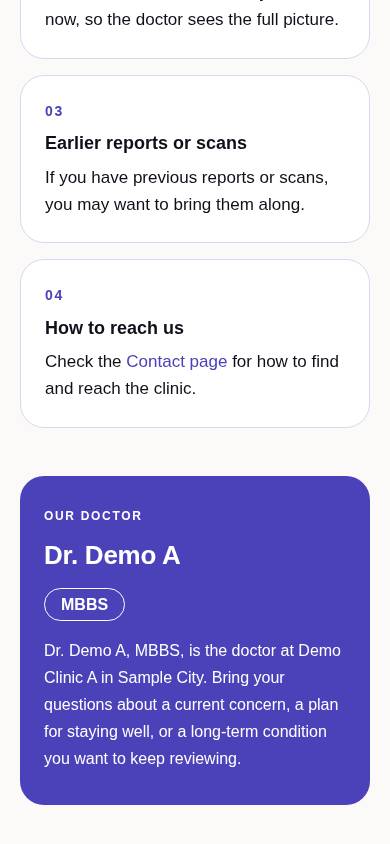 now, so the doctor sees the full picture.
03
Earlier reports or scans
If you have previous reports or scans,
you may want to bring them along.
04
How to reach us
Check the Contact page for how to find
and reach the clinic.
OUR DOCTOR
Dr. Demo A
MBBS
Dr. Demo A, MBBS, is the doctor at Demo
Clinic A in Sample City. Bring your
questions about a current concern, a plan
for staying well, or a long-term condition
you want to keep reviewing.